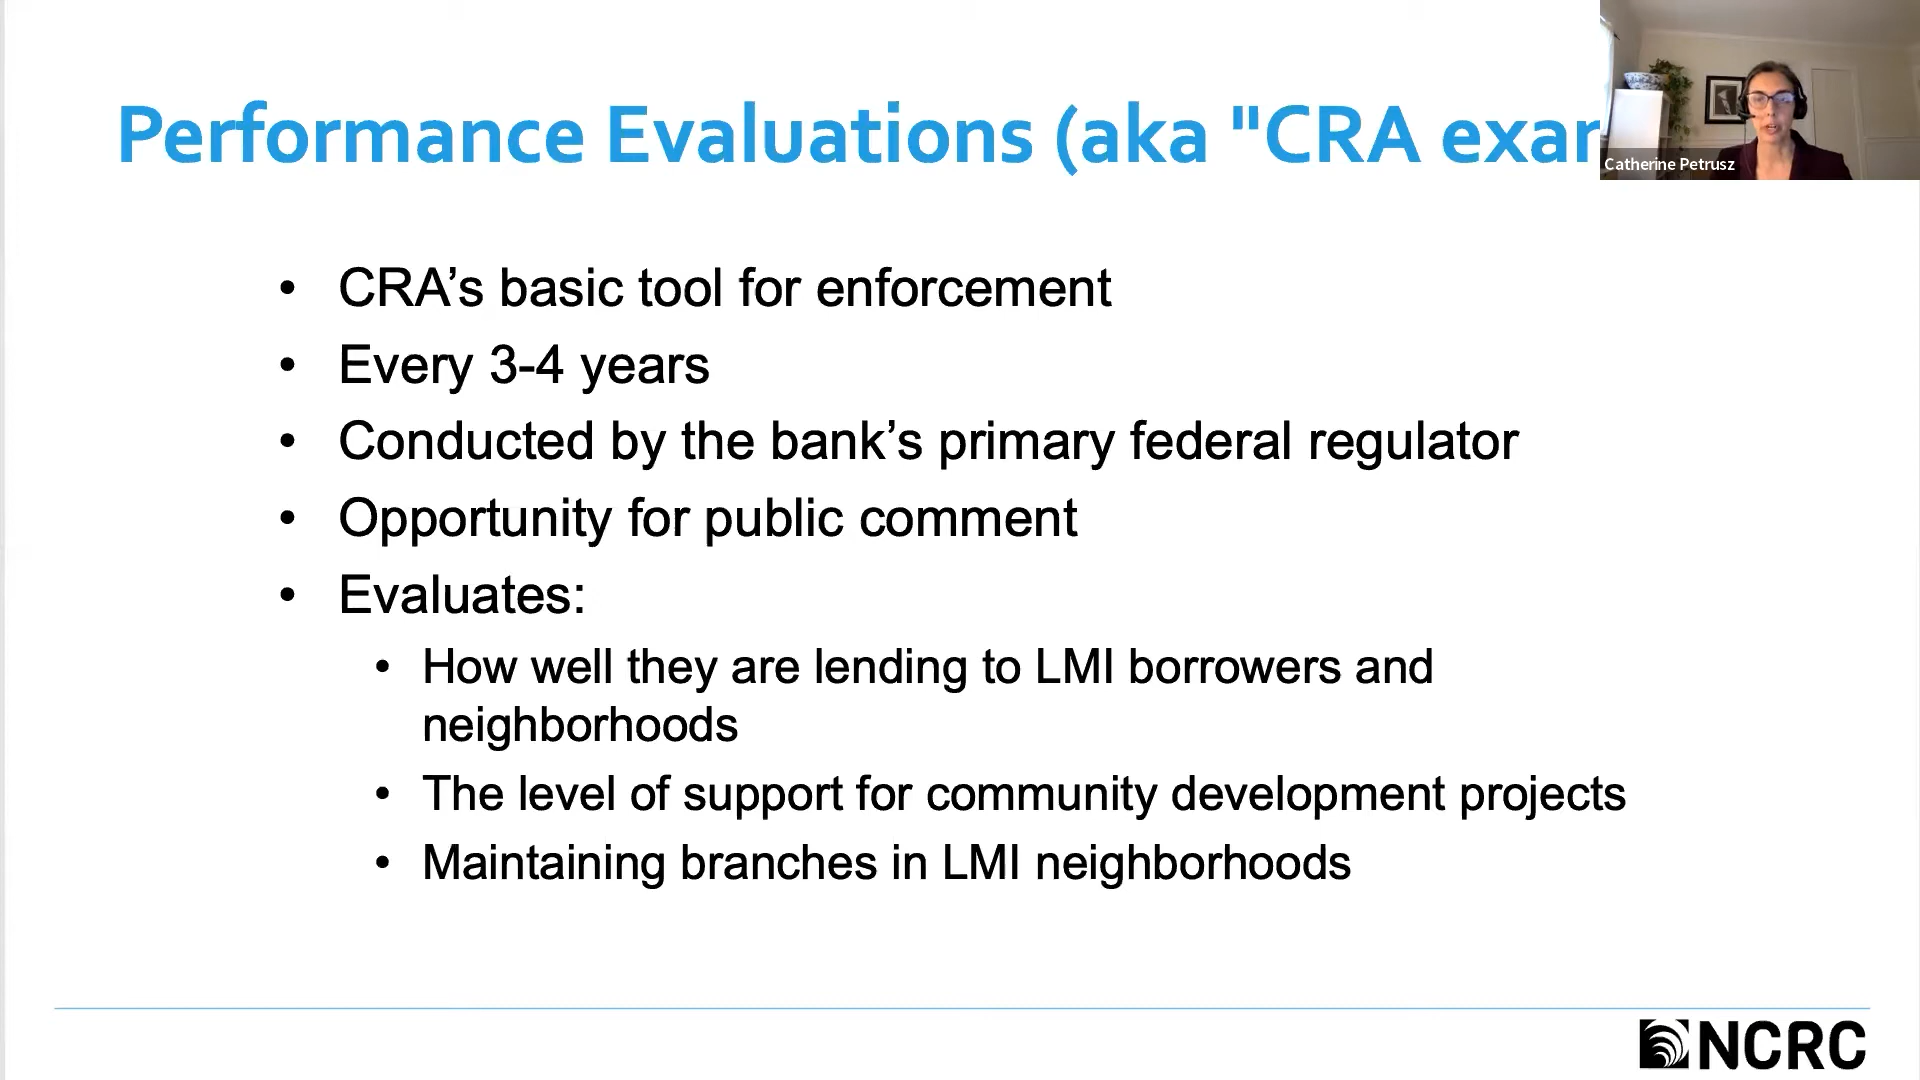 Performance Evaluations (aka "CRA
Catherine Petrusz
• CRA’s basic tool for enforcement
• Every 3-4 years
• Conducted by the bank’s primary federal regulator
• Opportunity for public comment
• Evaluates:
• How well they are lending to LMI borrowers and
neighborhoods
• The level of support for community development projects
• Maintaining branches in LMI neighborhoods
NCRC